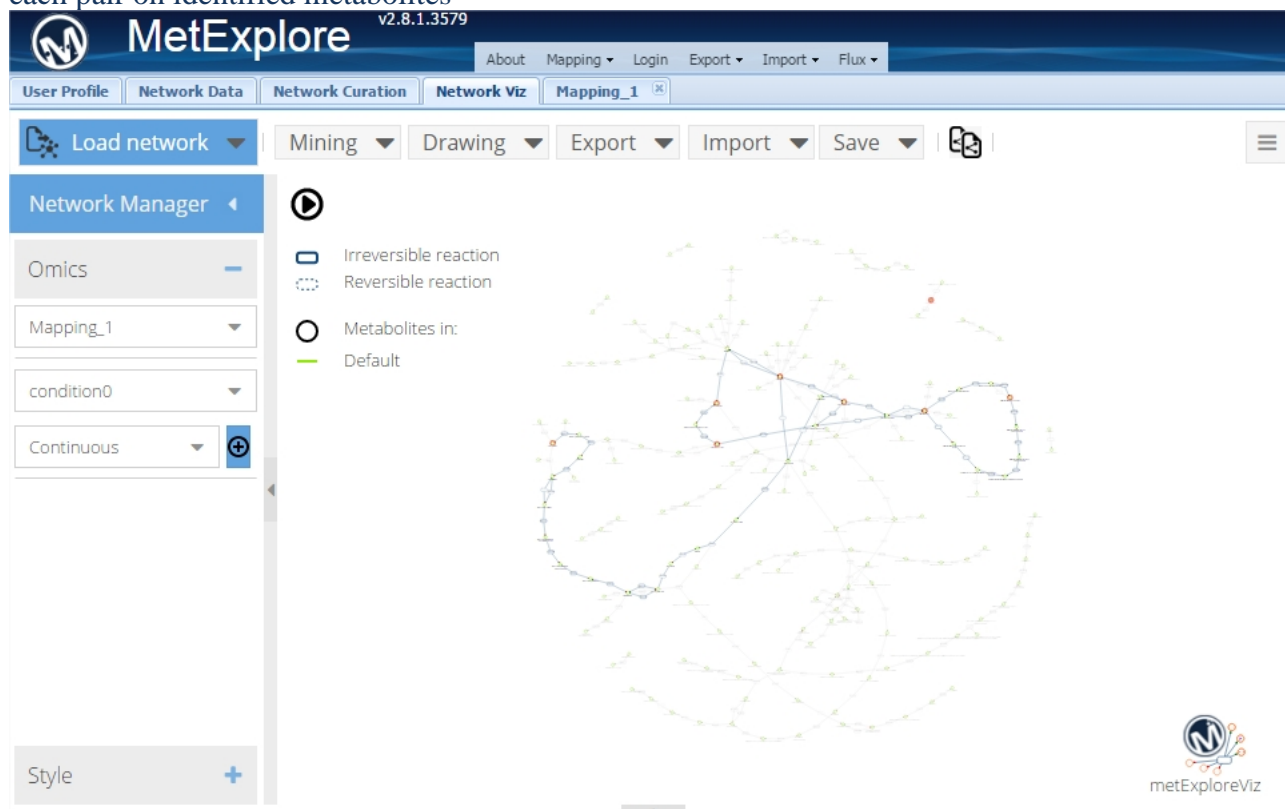 each pair on identified metabolites
MetExplore v2.8.1.3579
About Mapping Login Export Import Flux
User Profile Network Data Network Curation Network Viz Mapping_1
Load network Mining Drawing Export Import Save
Network Manager
Omics
Irreversible reaction
Reversible reaction
Mapping_1
Metabolites in:
Default
condition0
Continuous
Style
metExploreViz